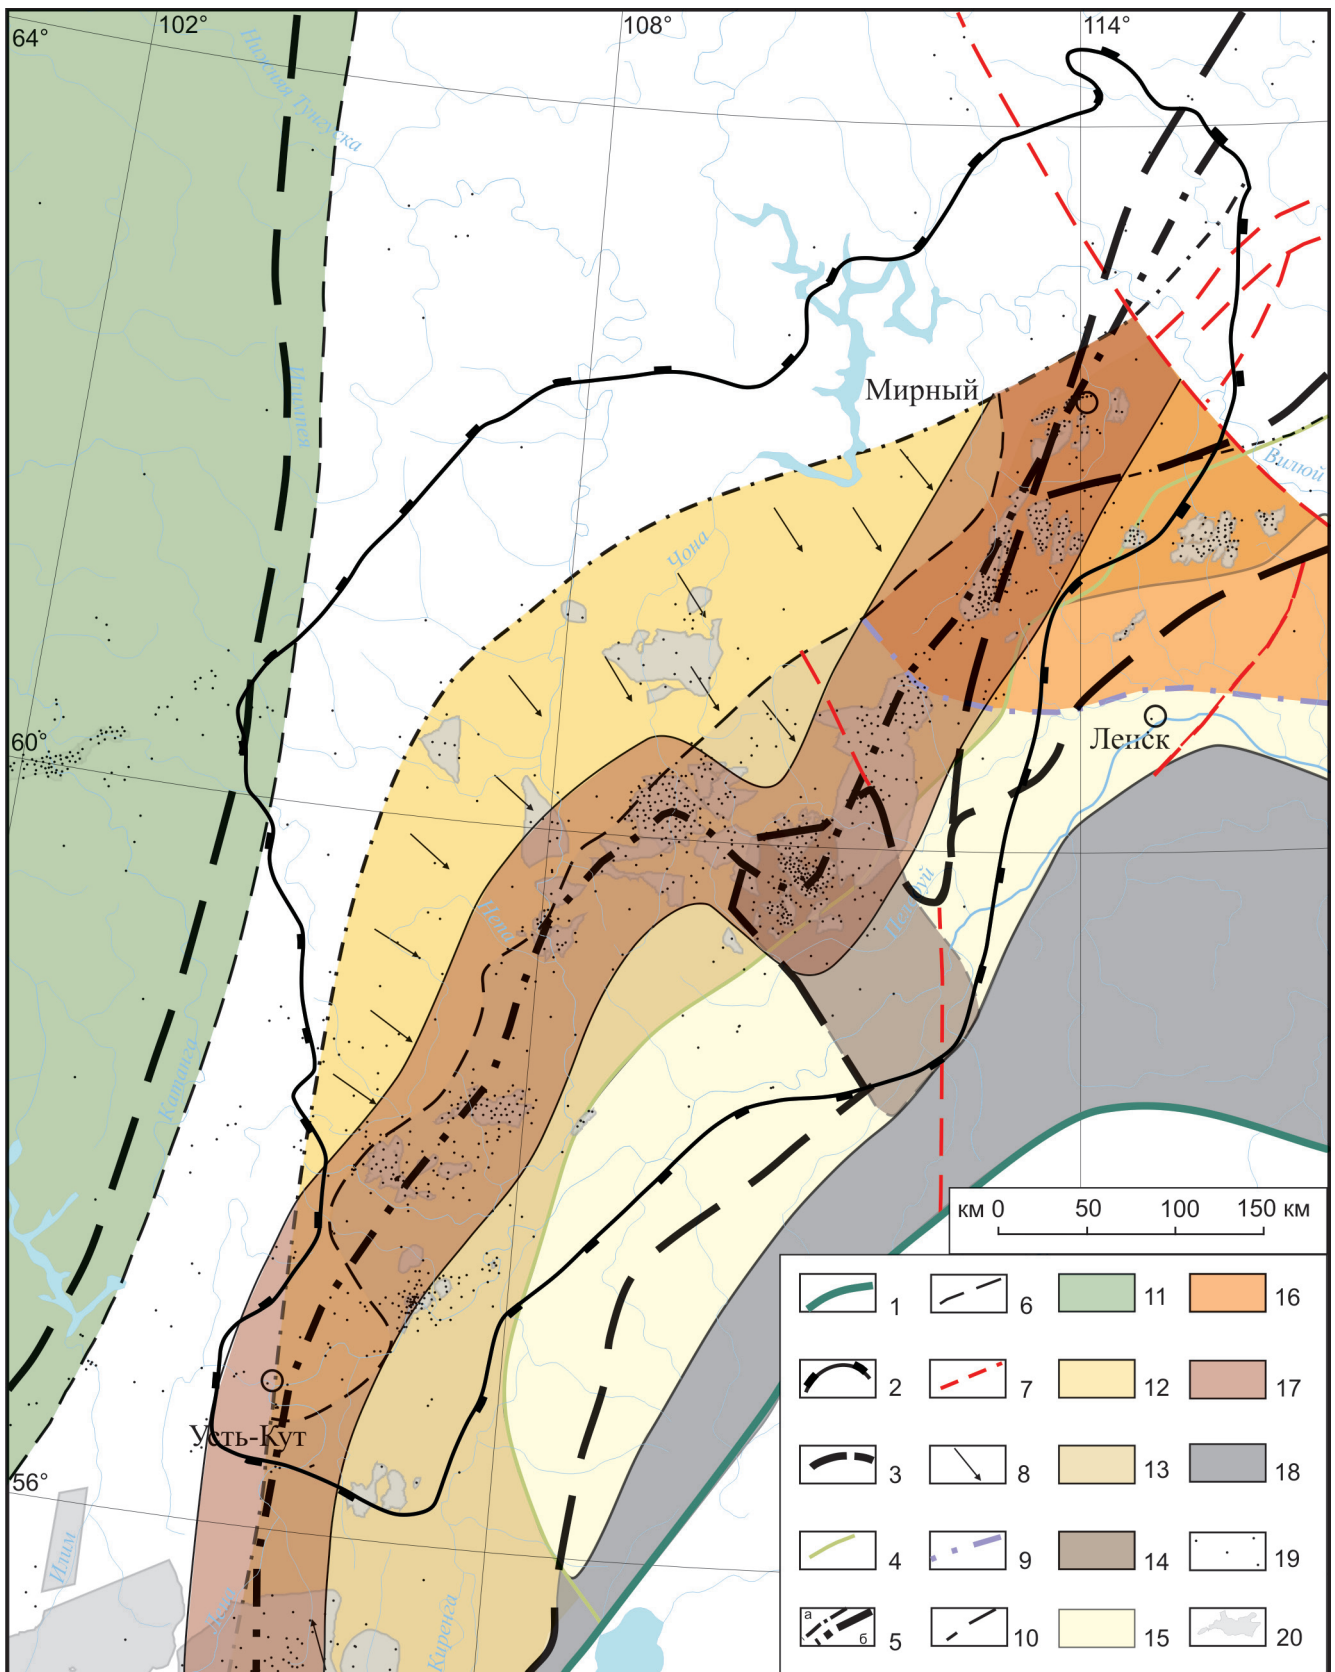 102°
108°
114°
64°
Нижняя Тунгуска
Илимпея
Мирный
Вилюй
Чона
60°
Ленск
Пеледуй
Непа
Катанга
км 0 50 100 150 км
1 6 11 16
2 7 12 17
3 8 13 18
4 9 14 19
а
б
5 10 15 20
Усть-Кут
56°
Илим
Лена
Киренга